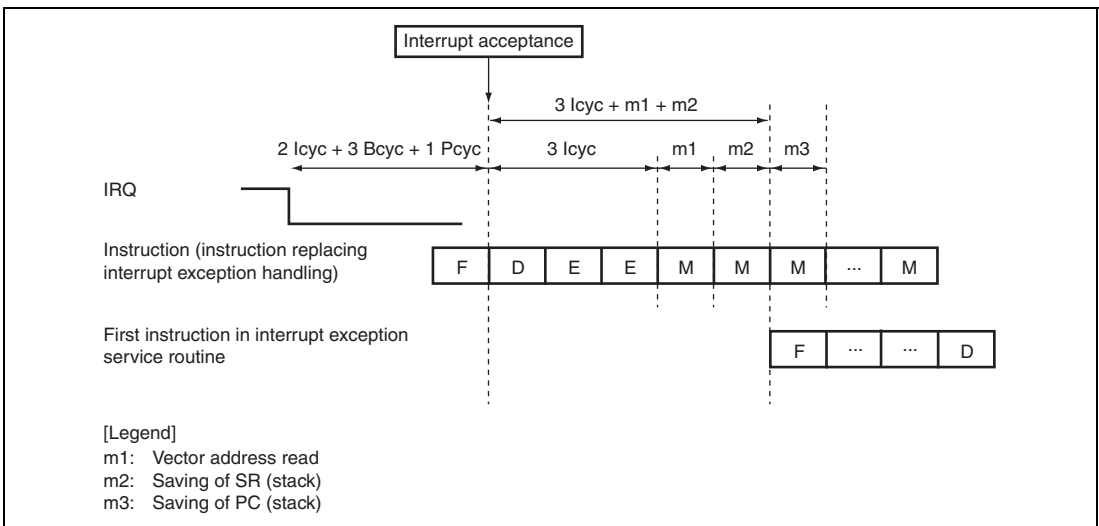 Interrupt acceptance
3 Icyc + m1 + m2
2 Icyc + 3 Bcyc + 1 Pcyc
3 Icyc
m1
m2
m3
IRQ
Instruction (instruction replacing
interrupt exception handling)
F D E E M M M ... M
First instruction in interrupt exception
service routine
F ... ... D
[Legend]
m1: Vector address read
m2: Saving of SR (stack)
m3: Saving of PC (stack)